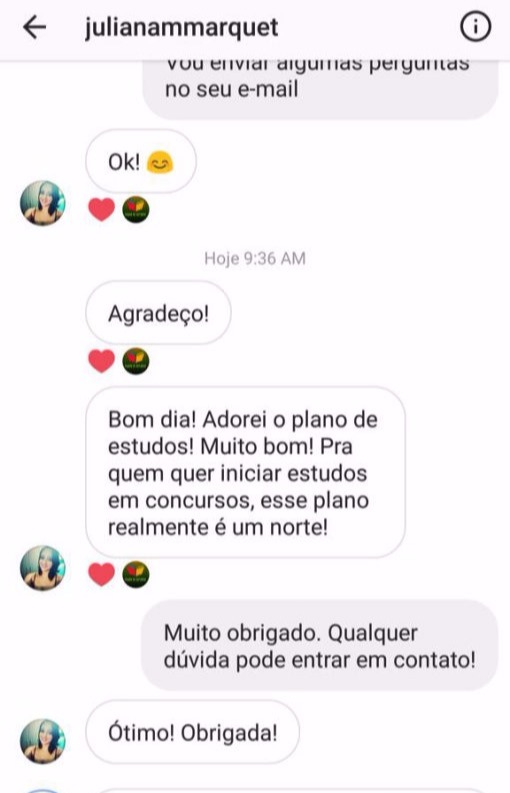 julianammarquet
Vou enviar algumas perguntas
no seu e-mail
Ok! 😊
Hoje 9:36 AM
Agradeço!
Bom dia! Adorei o plano de
estudos! Muito bom! Pra
quem quer iniciar estudos
em concursos, esse plano
realmente é um norte!
Muito obrigado. Qualquer
dúvida pode entrar em contato!
Ótimo! Obrigada!